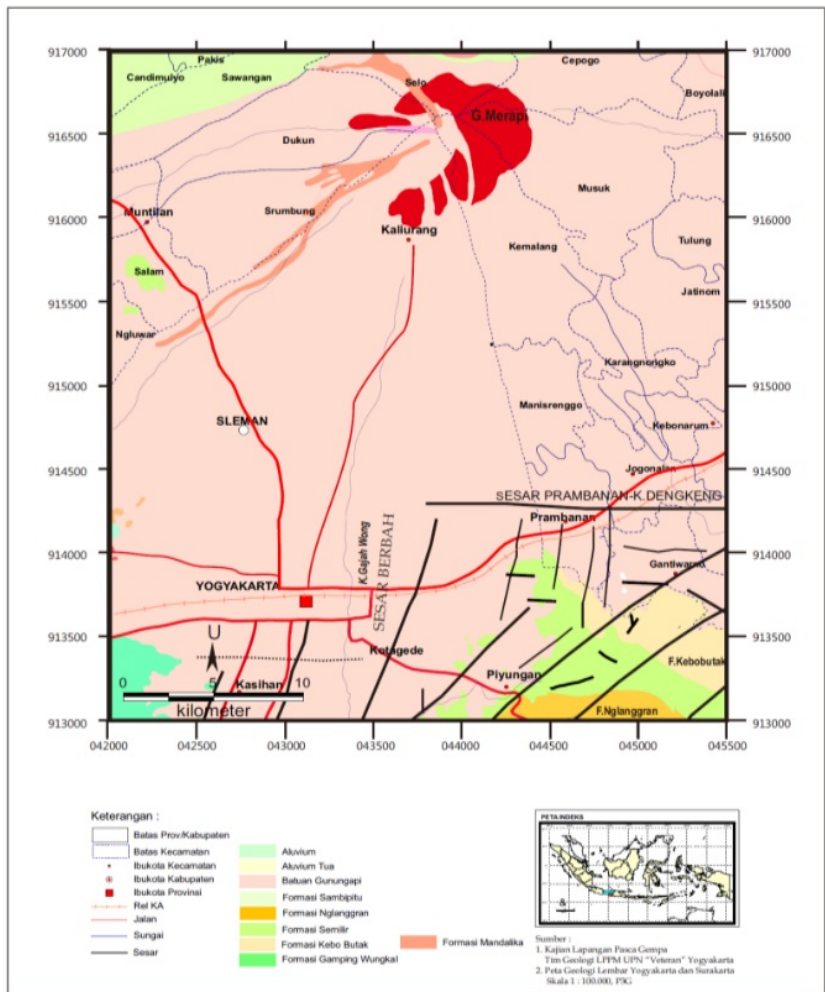 917000
917000
Pakis
Cepogo
Candimulyo
Sawangan
Selo
Boyolali
G.Merapi
916500
916500
Dukun
Musuk
Muntilan
Srumbung
916000
916000
Kaliurang
Kemalang
Tulung
Salam
Jatinom
915500
915500
Ngluwar
Karangnongko
915000
915000
Manisrenggo
SLEMAN
Kebonarum
914500
914500
Jogonalan
SESAR PRAMBANAN-K.DENGKENG
Prambanan
K.Gajah Wong
SESAR BERBAH
914000
914000
Gantiwarno
YOGYAKARTA
U
913500
913500
Kotagede
F.Kebobutak
Piyungan
0
5
10
Kasihan
kilometer
F.Nglanggran
913000
913000
042000
042500
043000
043500
044000
044500
045000
045500
Keterangan :
Batas Prov/Kabupaten
Batas Kecamatan
Ibukota Kecamatan
Ibukota Kabupaten
Ibukota Provinsi
Rel KA
Jalan
Sungai
Sesar
Aluvium
Aluvium Tua
Batuan Gunungapi
Formasi Sambipitu
Formasi Nglanggran
Formasi Semilir
Formasi Kebo Butak
Formasi Gamping Wungkal
Formasi Mandalika
PETA INDEKS
Sumber :
1. Kajian Lapangan Pasca Gempa
Tim Geologi LPPM UPN "Veteran" Yogyakarta
2. Peta Geologi Lembar Yogyakarta dan Surakarta
Skala 1 : 100.000, P3G